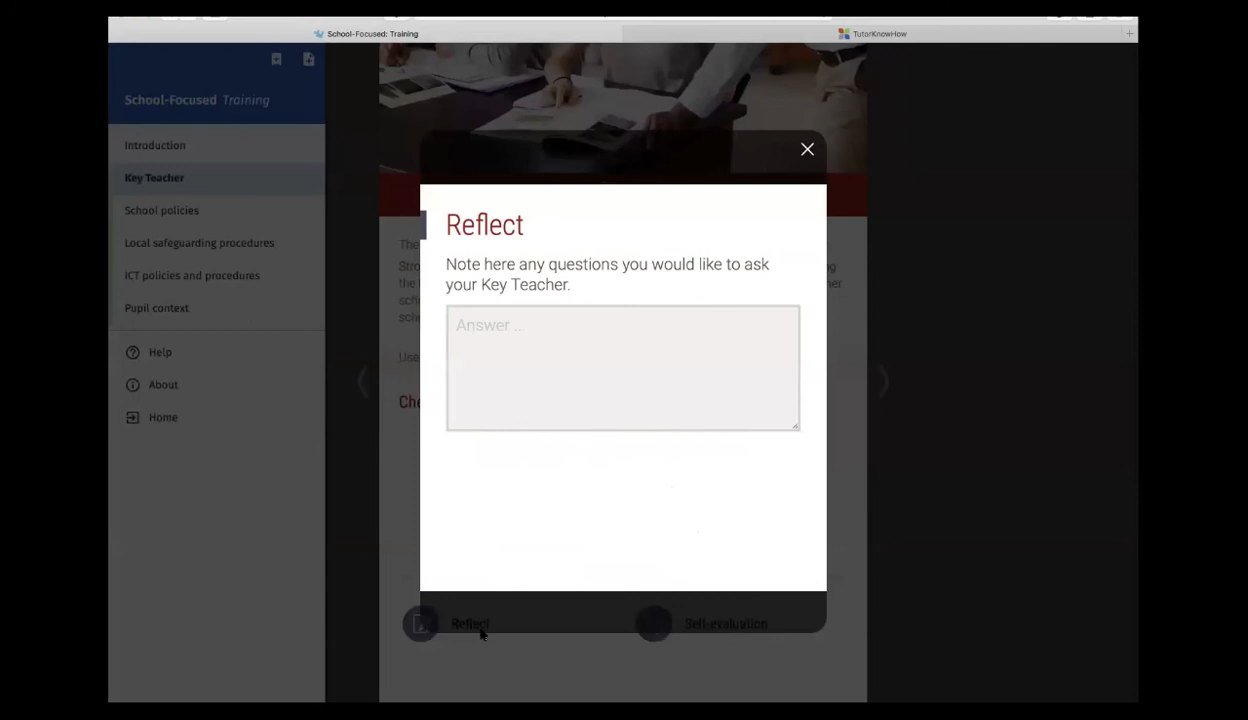 School-Focused: Training
TutorKnowHow
School-Focused Training
Introduction
Key Teacher
School policies
Local safeguarding procedures
ICT policies and procedures
Pupil context
Help
About
Home
Reflect
Note here any questions you would like to ask
your Key Teacher.
Answer ...
Reflect
Self-evaluation